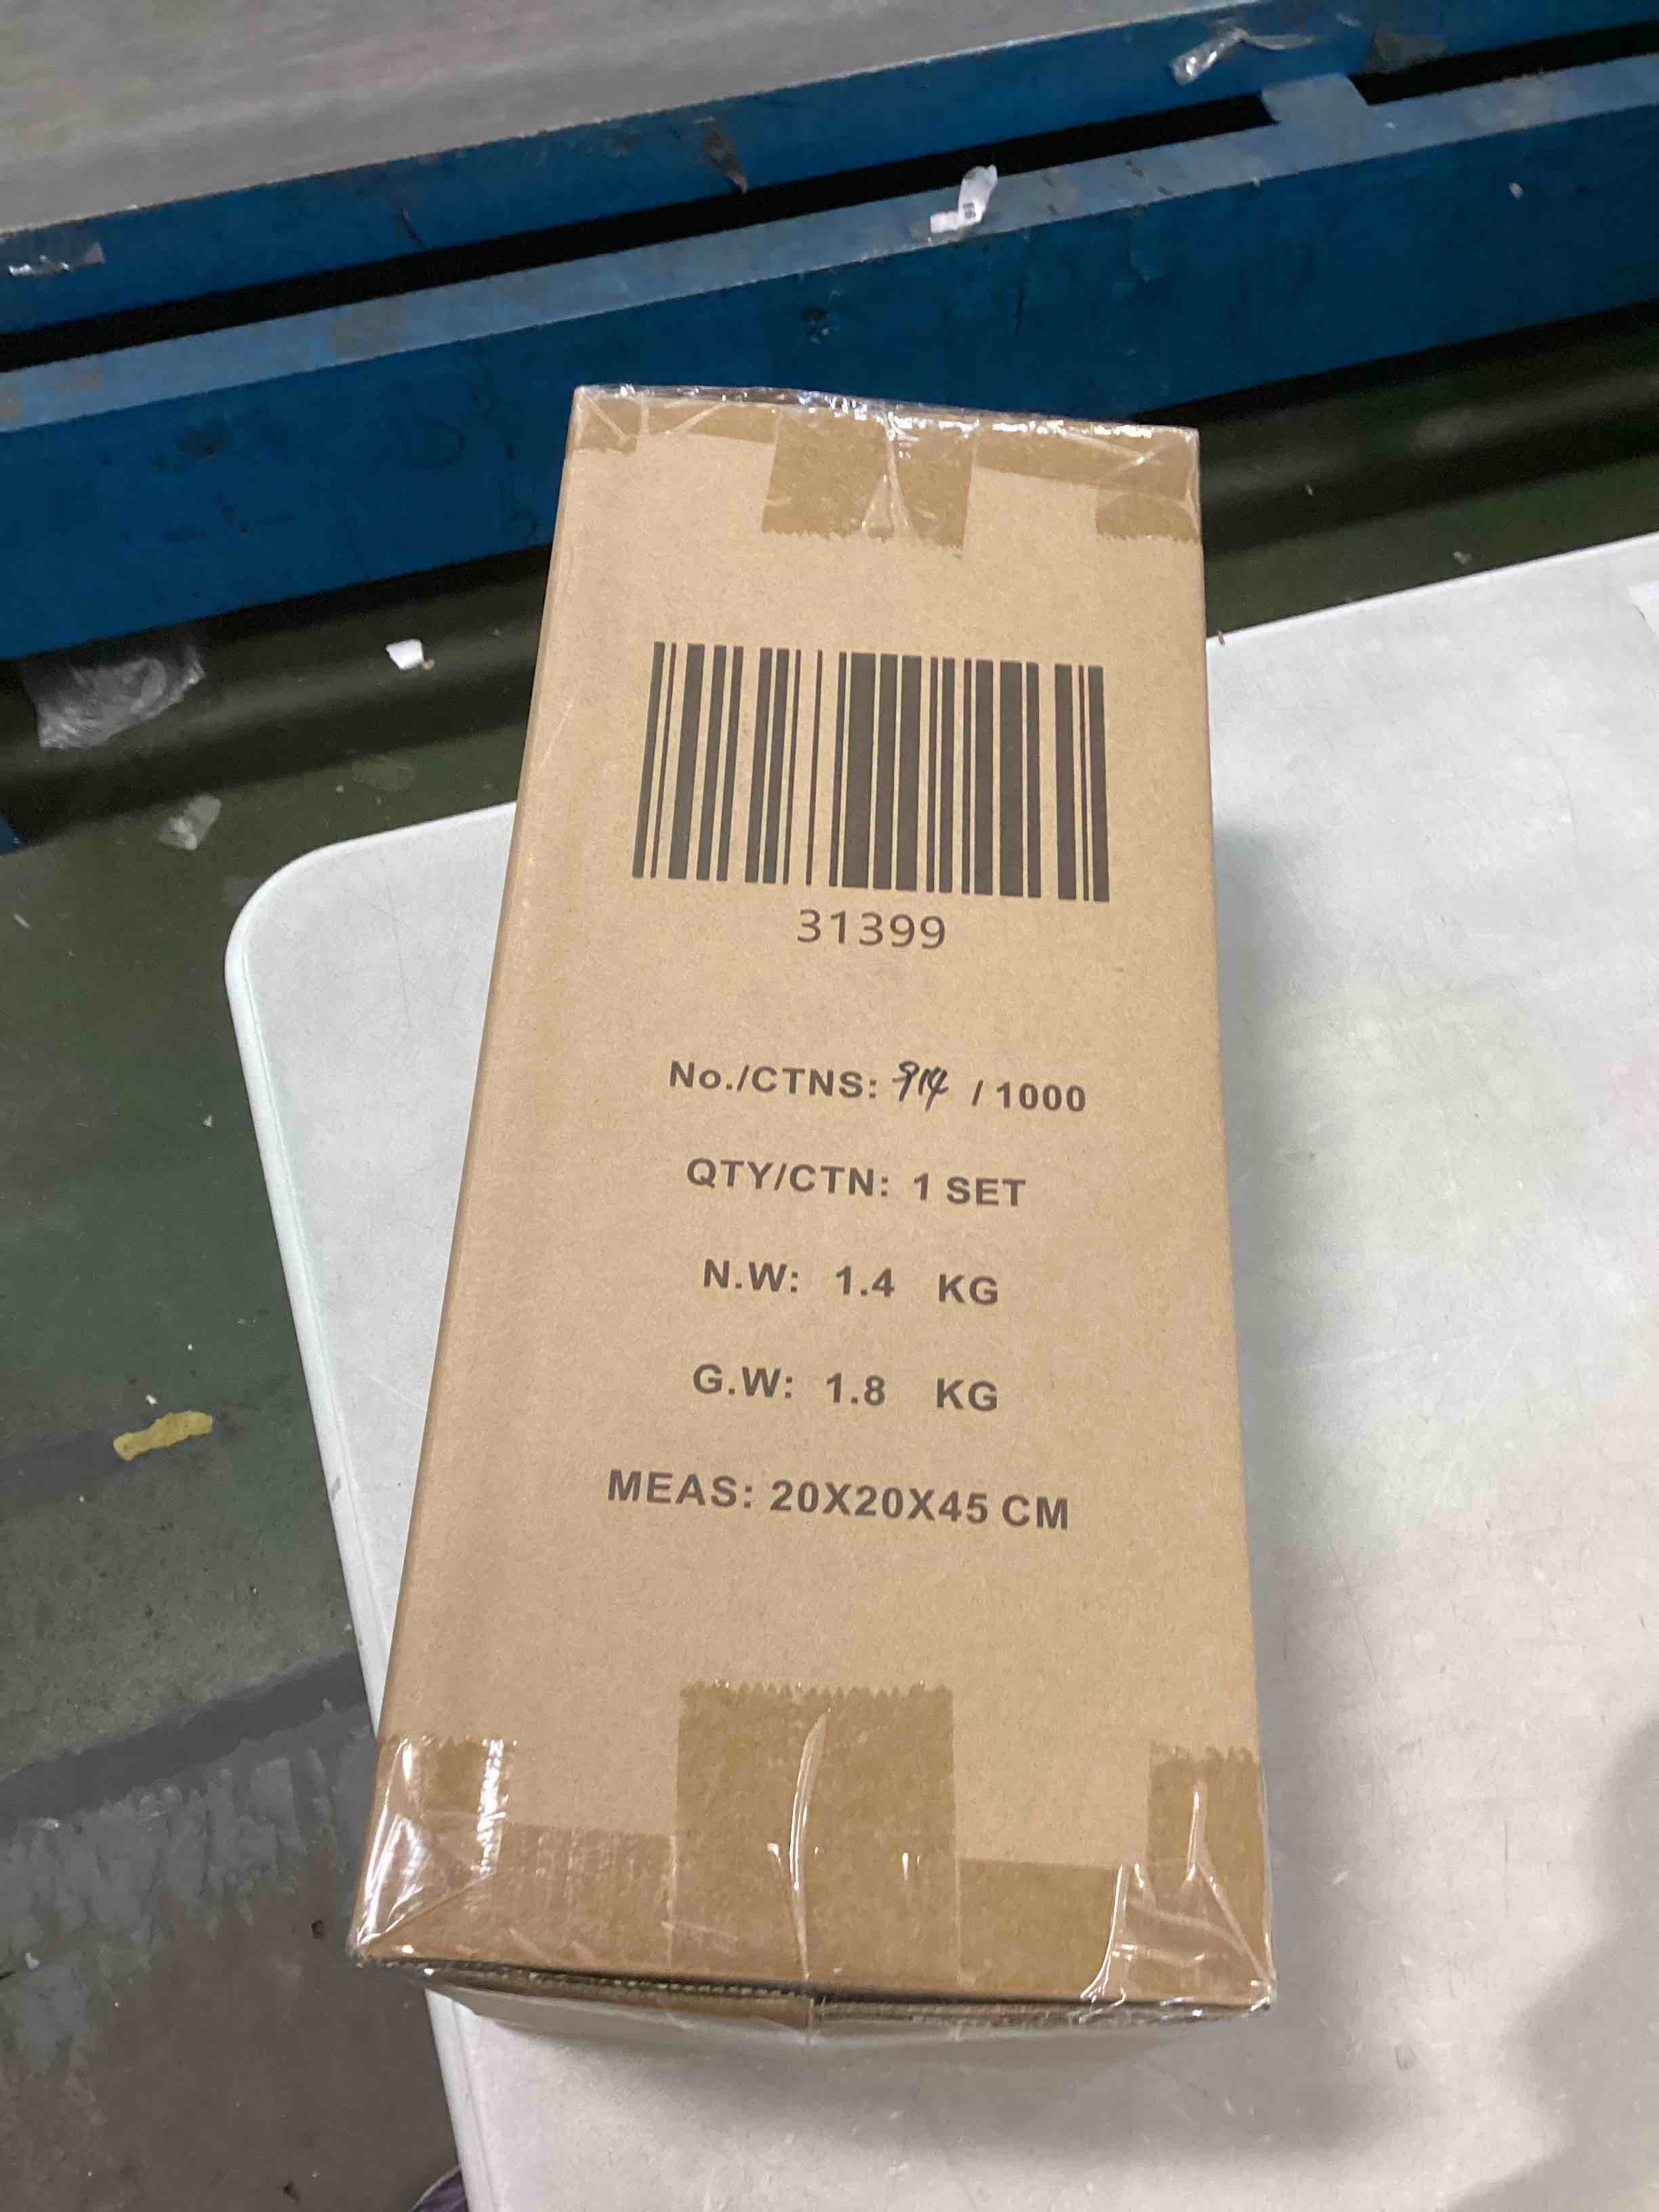 31399
No./CTNS: 914 / 1000
QTY/CTN: 1 SET
N.W: 1.4 KG
G.W: 1.8 KG
MEAS: 20X20X45 CM